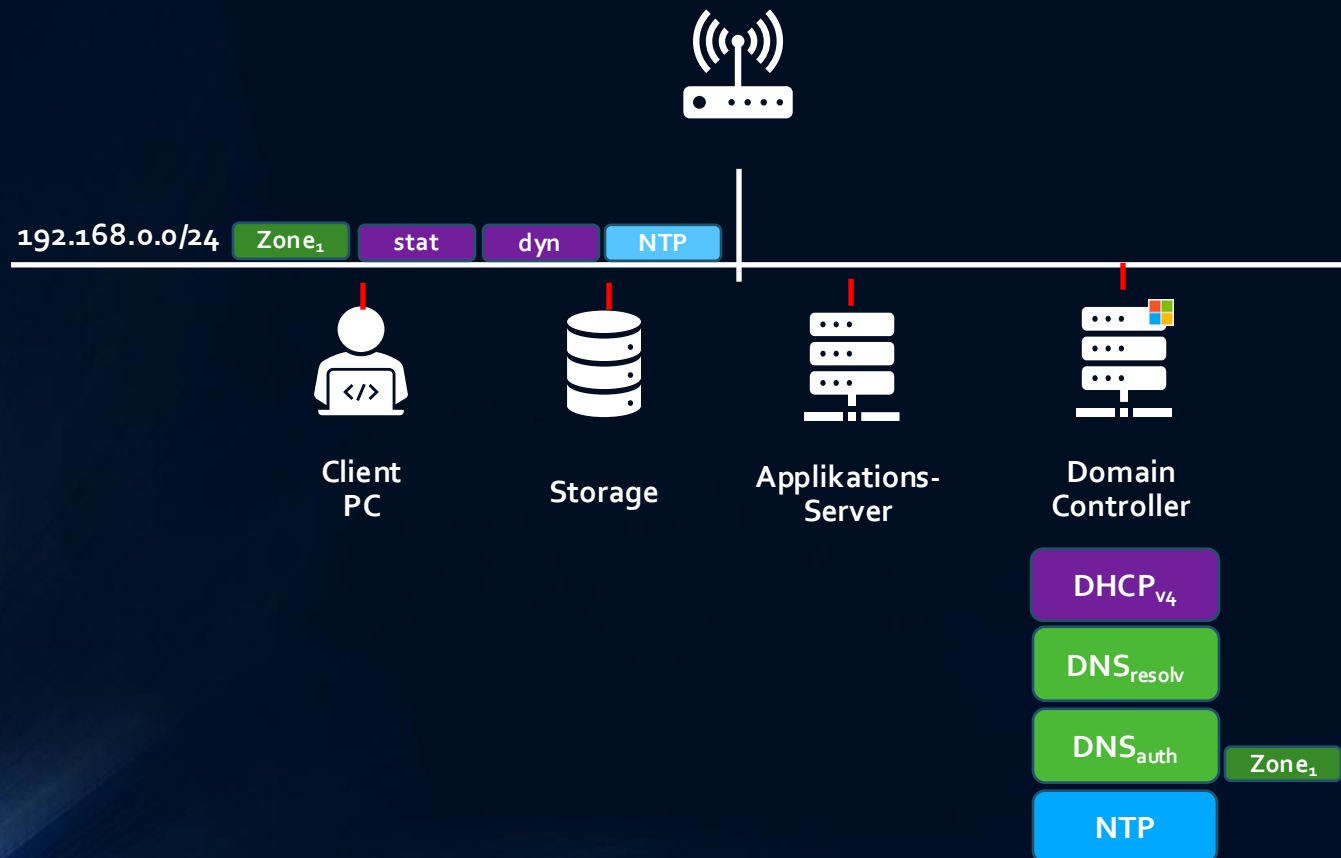 192.168.0.0/24 Zone₁ stat dyn NTP
</>
Client
PC
Storage
Applikations-
Server
Domain
Controller
DHCPv4
DNSresolv
DNSauth
Zone₁
NTP